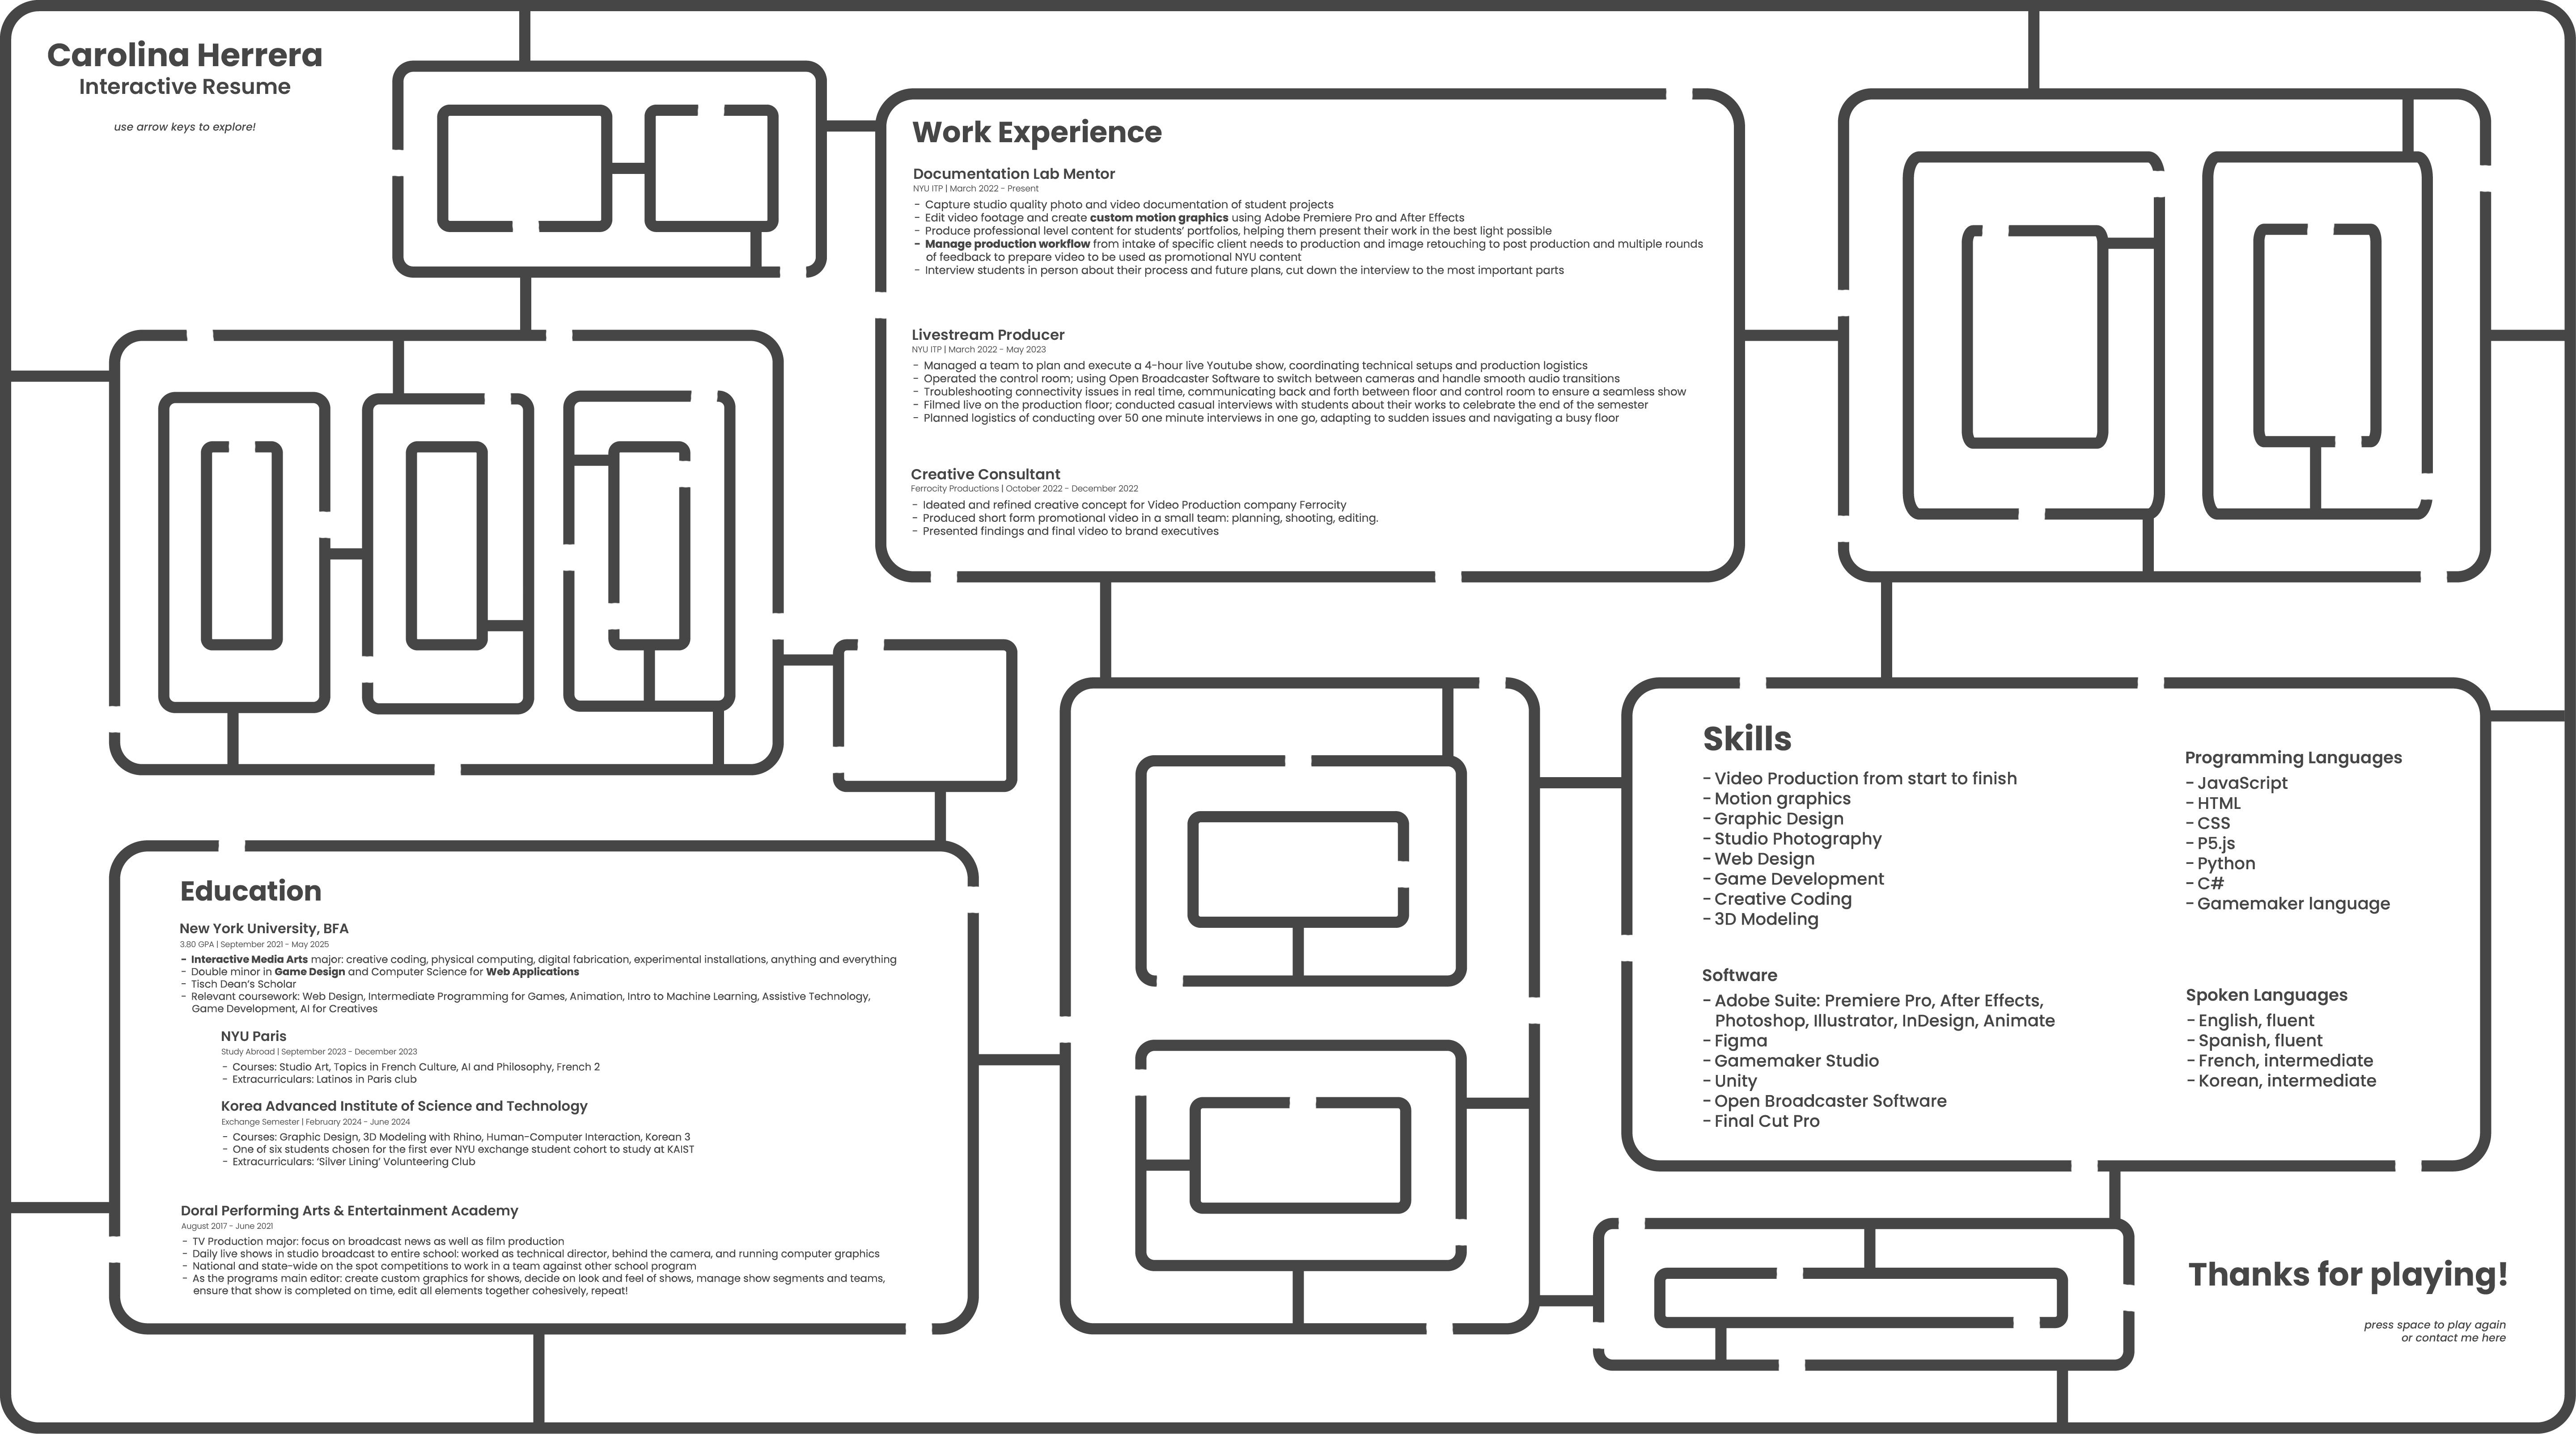 Carolina Herrera
Interactive Resume
use arrow keys to explore!
Work Experience
Documentation Lab Mentor
NYU ITP | March 2022 - Present
- Capture studio quality photo and video documentation of student projects
- Edit video footage and create custom motion graphics using Adobe Premiere Pro and After Effects
- Produce professional level content for students' portfolios, helping them present their work in the best light possible
- Manage production workflow from intake of specific client needs to production and image retouching to post production and multiple rounds
of feedback to prepare video to be used as promotional NYU content
- Interview students in person about their process and future plans, cut down the interview to the most important parts
Livestream Producer
NYU ITP | March 2022 - May 2023
- Managed a team to plan and execute a 4-hour live Youtube show, coordinating technical setups and production logistics
- Operated the control room; using Open Broadcaster Software to switch between cameras and handle smooth audio transitions
- Troubleshooting connectivity issues in real time, communicating back and forth between floor and control room to ensure a seamless show
- Filmed live on the production floor; conducted casual interviews with students about their works to celebrate the end of the semester
- Planned logistics of conducting over 50 one minute interviews in one go, adapting to sudden issues and navigating a busy floor
Creative Consultant
Ferrocity Productions | October 2022 - December 2022
- Ideated and refined creative concept for Video Production company Ferrocity
- Produced short form promotional video in a small team: planning, shooting, editing.
- Presented findings and final video to brand executives
Education
New York University, BFA
3.80 GPA | September 2021 - May 2025
- Interactive Media Arts major: creative coding, physical computing, digital fabrication, experimental installations, anything and everything
- Double minor in Game Design and Computer Science for Web Applications
- Tisch Dean's Scholar
- Relevant coursework: Web Design, Intermediate Programming for Games, Animation, Intro to Machine Learning, Assistive Technology,
Game Development, AI for Creatives
NYU Paris
Study Abroad | September 2023 - December 2023
- Courses: Studio Art, Topics in French Culture, AI and Philosophy, French 2
- Extracurriculars: Latinos in Paris club
Korea Advanced Institute of Science and Technology
Exchange Semester | February 2024 - June 2024
- Courses: Graphic Design, 3D Modeling with Rhino, Human-Computer Interaction, Korean 3
- One of six students chosen for the first ever NYU exchange student cohort to study at KAIST
- Extracurriculars: 'Silver Lining' Volunteering Club
Doral Performing Arts & Entertainment Academy
August 2017 - June 2021
- TV Production major: focus on broadcast news as well as film production
- Daily live shows in studio broadcast to entire school: worked as technical director, behind the camera, and running computer graphics
- National and state-wide on the spot competitions to work in a team against other school program
- As the programs main editor: create custom graphics for shows, decide on look and feel of shows, manage show segments and teams,
ensure that show is completed on time, edit all elements together cohesively, repeat!
Skills
- Video Production from start to finish
- Motion graphics
- Graphic Design
- Studio Photography
- Web Design
- Game Development
- Creative Coding
- 3D Modeling
Software
- Adobe Suite: Premiere Pro, After Effects,
Photoshop, Illustrator, InDesign, Animate
- Figma
- Gamemaker Studio
- Unity
- Open Broadcaster Software
- Final Cut Pro
Programming Languages
- JavaScript
- HTML
- CSS
- P5.js
- Python
- C#
- Gamemaker language
Spoken Languages
- English, fluent
- Spanish, fluent
- French, intermediate
- Korean, intermediate
Thanks for playing!
press space to play again
or contact me here